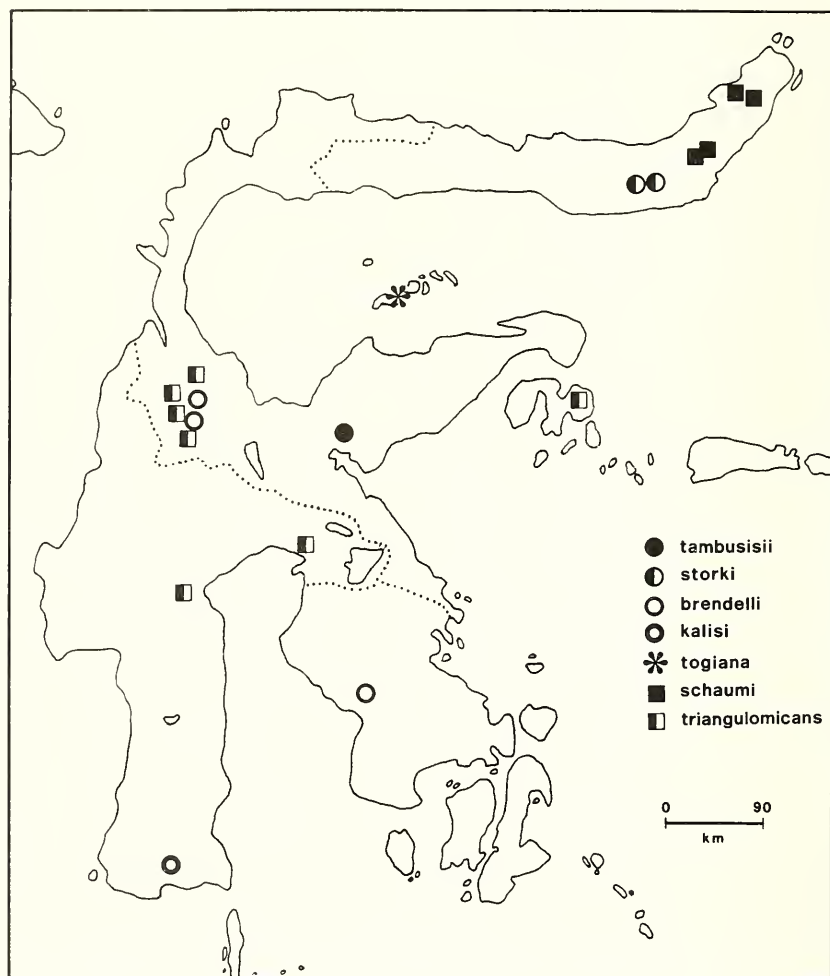 tambusisii
storki
brendelli
kalisi
togiana
schaumi
triangulomicans
0 90
km